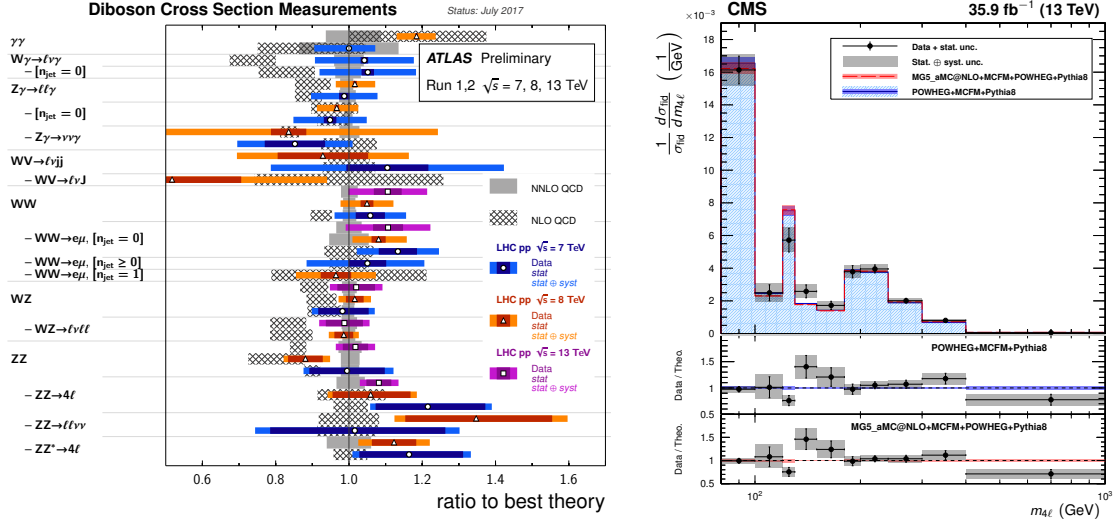 Diboson Cross Section Measurements
Status: July 2017
γγ
Wγ→ℓνγ
– [n_jet = 0]
Zγ→ℓℓγ
– [n_jet = 0]
– Zγ→ννγ
WV→ℓνjj
– WV→ℓνJ
WW
– WW→eμ, [n_jet = 0]
– WW→eμ, [n_jet ≥ 0]
– WW→eμ, [n_jet = 1]
WZ
– WZ→ℓνℓℓ
ZZ
– ZZ→4ℓ
– ZZ→ℓℓνν
– ZZ*→4ℓ
ATLAS Preliminary
Run 1,2 √s = 7, 8, 13 TeV
NNLO QCD
NLO QCD
LHC pp √s = 7 TeV
Data
stat
stat ⊕ syst
LHC pp √s = 8 TeV
Data
stat
stat ⊕ syst
LHC pp √s = 13 TeV
Data
stat
stat ⊕ syst
0.6 0.8 1.0 1.2 1.4 1.6
ratio to best theory
×10⁻³
CMS 35.9 fb⁻¹ (13 TeV)
1/σ_fid dσ_fid/dm_4ℓ (1/GeV)
18
16
14
12
10
8
6
4
2
0
Data + stat. unc.
Stat. ⊕ syst. unc.
MG5_aMC@NLO+MCFM+POWHEG+Pythia8
POWHEG+MCFM+Pythia8
Data / Theo.
POWHEG+MCFM+Pythia8
2
1.5
1
0.5
Data / Theo.
MG5_aMC@NLO+MCFM+POWHEG+Pythia8
2
1.5
1
0.5
10² 10³
m_4ℓ (GeV)